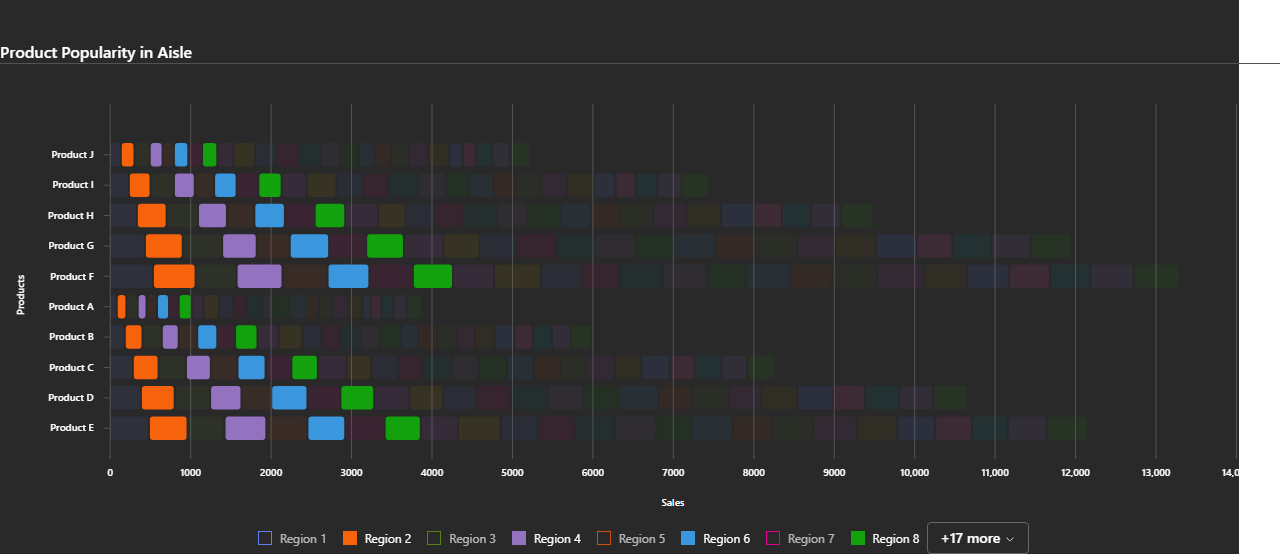 Product Popularity in Aisle
Product J
Product I
Product H
Product G
Product F
Product A
Product B
Product C
Product D
Product E
Products
0 1000 2000 3000 4000 5000 6000 7000 8000 9000 10,000 11,000 12,000 13,000 14,0
Sales
Region 1 Region 2 Region 3 Region 4 Region 5 Region 6 Region 7 Region 8 +17 more